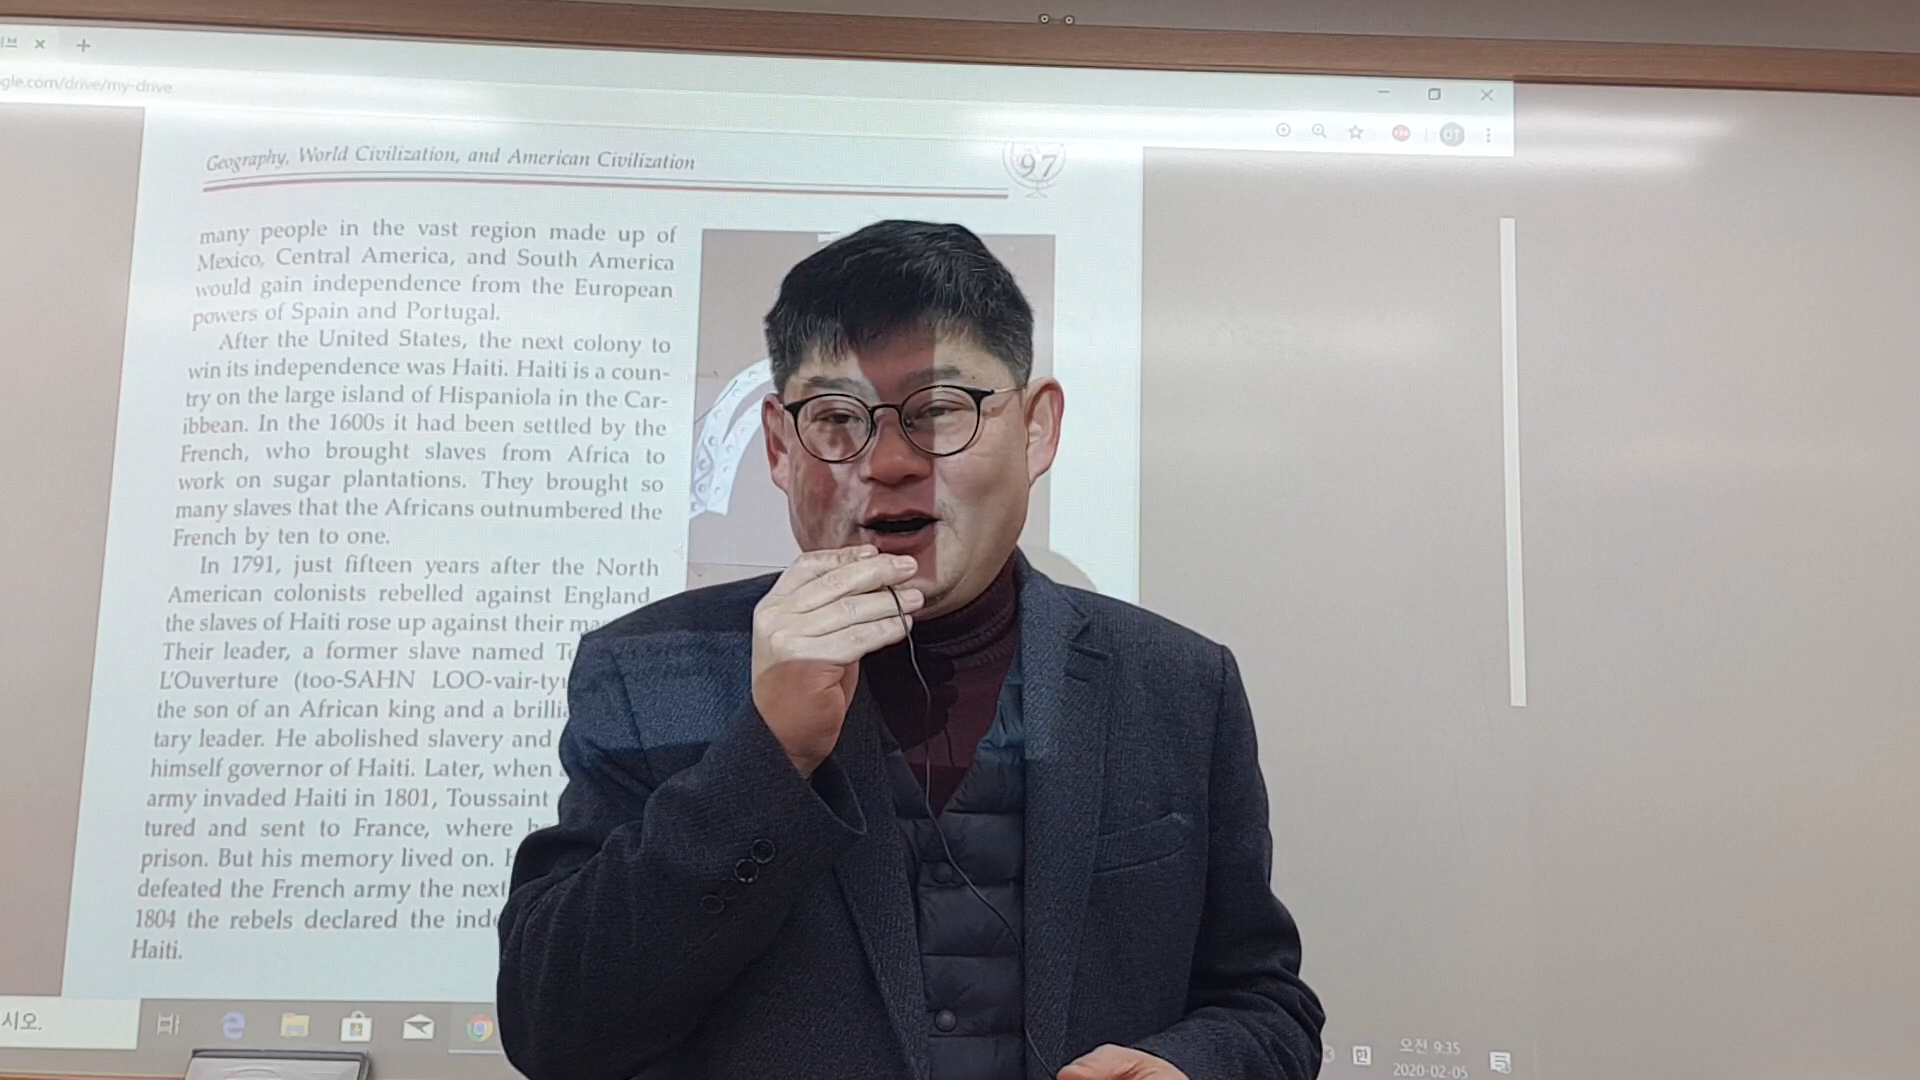 gle.com/drive/my-drive
Geography, World Civilization, and American Civilization
97
many people in the vast region made up of
Mexico, Central America, and South America
would gain independence from the European
powers of Spain and Portugal.
After the United States, the next colony to
win its independence was Haiti. Haiti is a coun-
try on the large island of Hispaniola in the Car-
ibbean. In the 1600s it had been settled by the
French, who brought slaves from Africa to
work on sugar plantations. They brought so
many slaves that the Africans outnumbered the
French by ten to one.
In 1791, just fifteen years after the North
American colonists rebelled against England
the slaves of Haiti rose up against their
Their leader, a former slave named
L'Ouverture (too-SAHN LOO-vair-ty
the son of an African king and a brilli
tary leader. He abolished slavery and
himself governor of Haiti. Later, when
army invaded Haiti in 1801, Toussaint
tured and sent to France, where
prison. But his memory lived on.
defeated the French army the next
1804 the rebels declared the ind
Haiti.
시오.
한
오전 9:35
2020-02-05